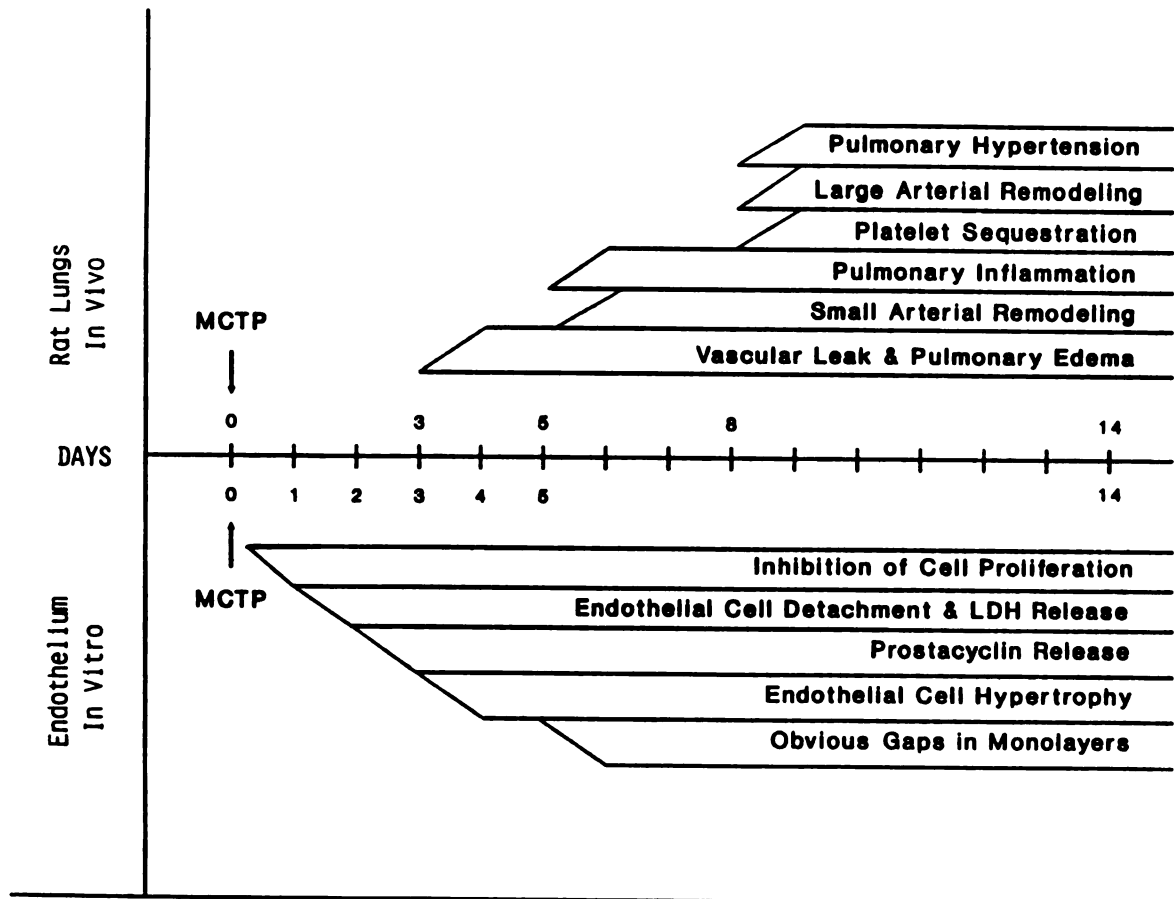 Pulmonary Hypertension
Large Arterial Remodeling
Platelet Sequestration
Pulmonary Inflammation
Small Arterial Remodeling
Vascular Leak & Pulmonary Edema
Rat Lungs
In Vivo
MCTP
0 3 5 8 14
DAYS
0 1 2 3 4 5 14
MCTP
Endothelium
In Vitro
Inhibition of Cell Proliferation
Endothelial Cell Detachment & LDH Release
Prostacyclin Release
Endothelial Cell Hypertrophy
Obvious Gaps in Monolayers